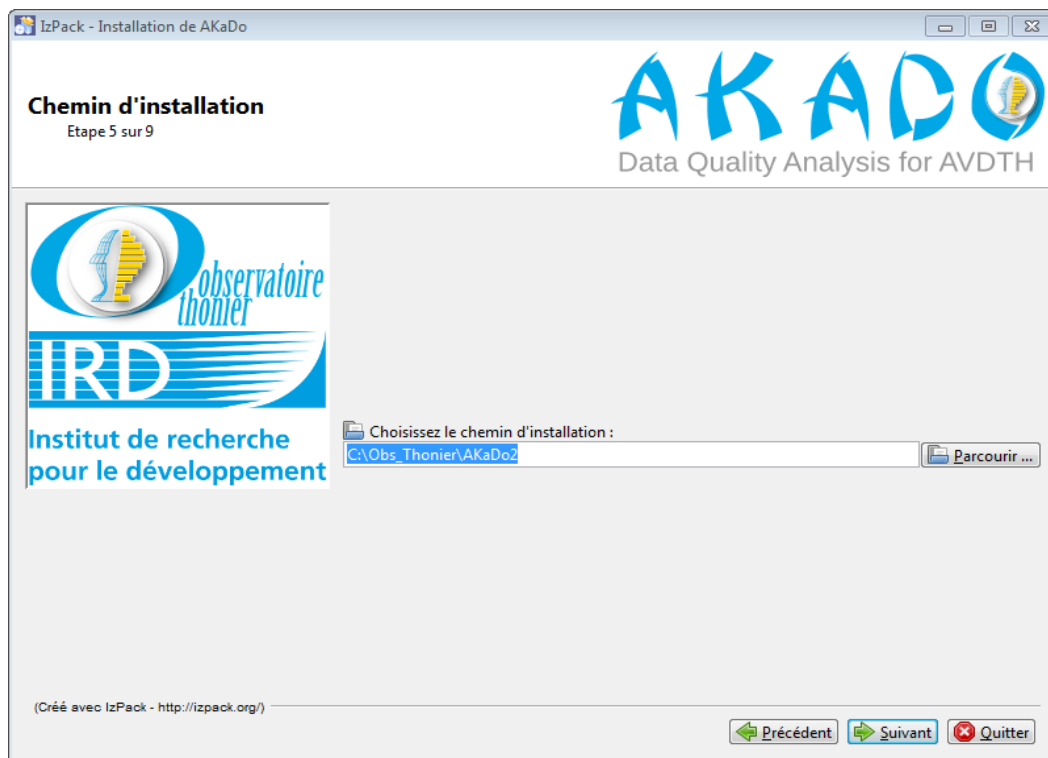 IzPack - Installation de AKaDo
Chemin d'installation
Etape 5 sur 9
AKADO
Data Quality Analysis for AVDTH
observatoire
thonier
IRD
Institut de recherche
pour le développement
Choisissez le chemin d'installation :
C:\Obs_Thonier\AKaDo2
Parcourir ...
(Créé avec IzPack - http://izpack.org/)
Précédent
Suivant
Quitter